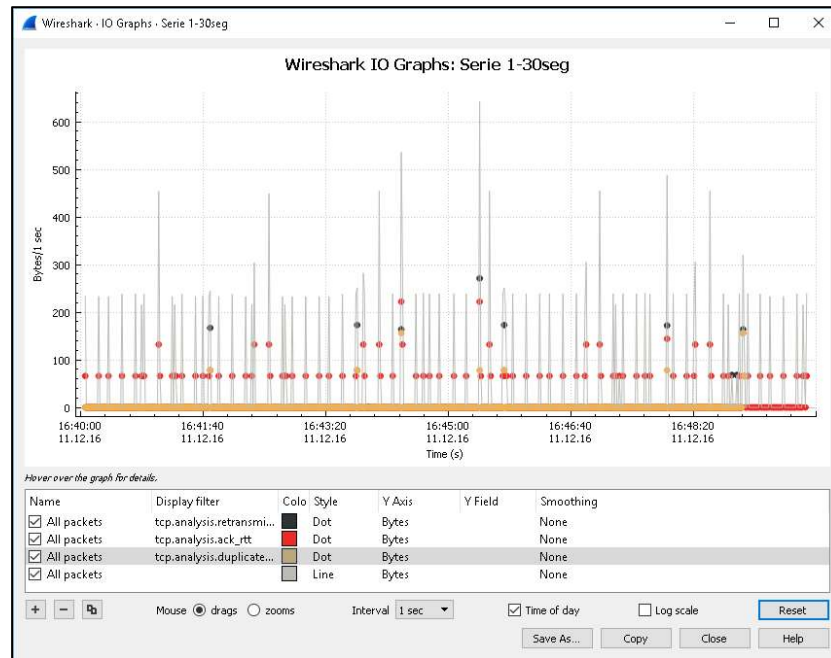 Wireshark · IO Graphs · Serie 1-30seg
Wireshark IO Graphs: Serie 1-30seg
600
500
400
300
200
100
0
Bytes/1 sec
16:40:00 16:41:40 16:43:20 16:45:00 16:46:40 16:48:20
11.12.16 11.12.16 11.12.16 11.12.16 11.12.16 11.12.16
Time (s)
Hover over the graph for details.
Name Display filter Colo Style Y Axis Y Field Smoothing
All packets tcp.analysis.retransmi... Dot Bytes None
All packets tcp.analysis.ack_rtt Dot Bytes None
All packets tcp.analysis.duplicate... Dot Bytes None
All packets Line Bytes None
+ − Mouse drags zooms Interval 1 sec Time of day Log scale Reset
Save As... Copy Close Help